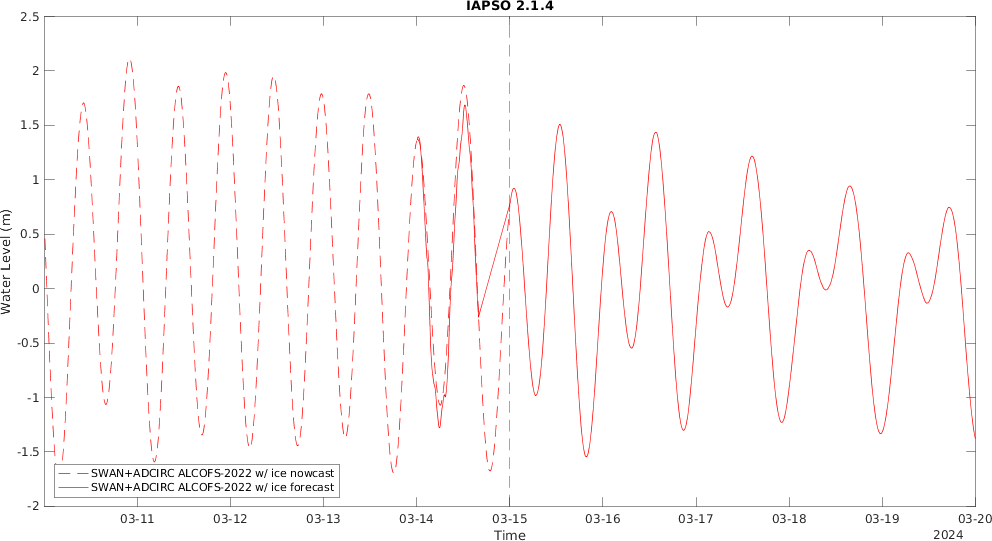 IAPSO 2.1.4
2.5
2
1.5
1
0.5
0
-0.5
-1
-1.5
-2
Water Level (m)
SWAN+ADCIRC ALCOFS-2022 w/ ice nowcast
SWAN+ADCIRC ALCOFS-2022 w/ ice forecast
03-11 03-12 03-13 03-14 03-15 03-16 03-17 03-18 03-19 03-20
Time
2024